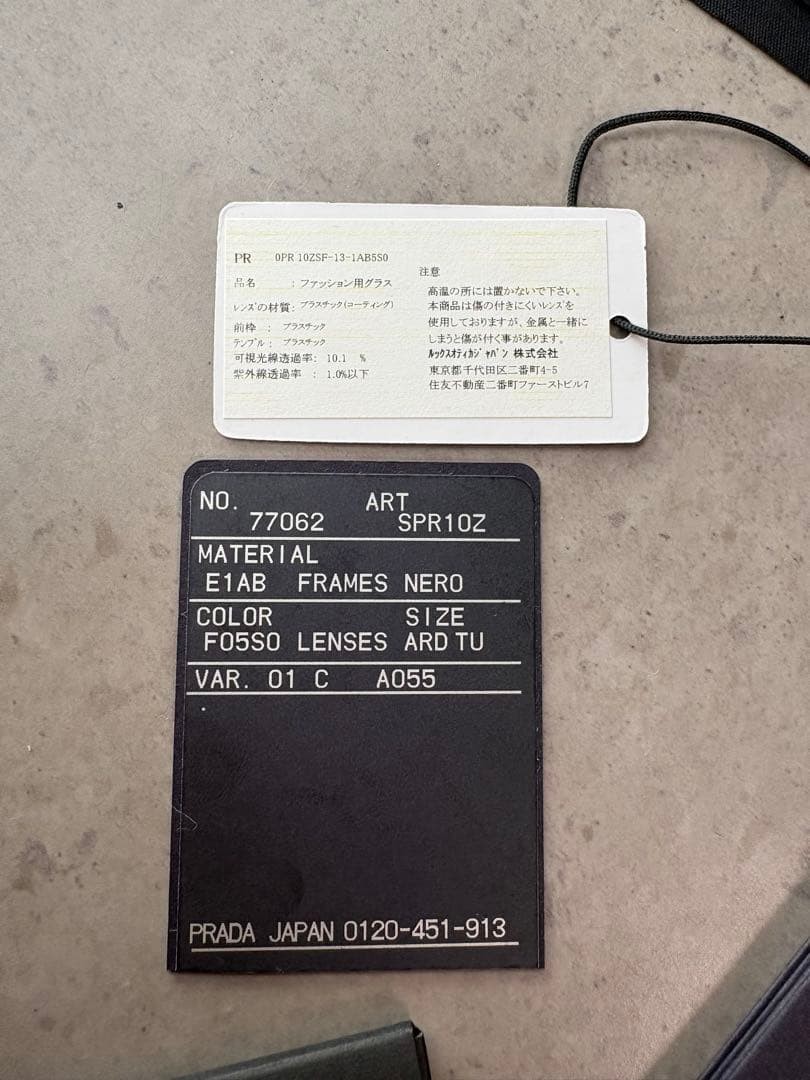 PR 0PR 10ZSF-13-1AB5S0
品名 : ファッション用グラス
レンズの材質: プラスチック(コーティング)
前枠 : プラスチック
テンプル : プラスチック
可視光線透過率: 10.1 %
紫外線透過率 : 1.0%以下
注意
高温の所には置かないで下さい。
本商品は傷の付きにくいレンズを
使用しておりますが、金属と一緒に
しまうと傷が付く事があります。
ルックスオティカジャパン 株式会社
東京都千代田区二番町4-5
住友不動産二番町ファーストビル7
NO. ART
77062 SPR10Z
MATERIAL
E1AB FRAMES NERO
COLOR SIZE
F05S0 LENSES ARD TU
VAR. 01 C A055
PRADA JAPAN 0120-451-913